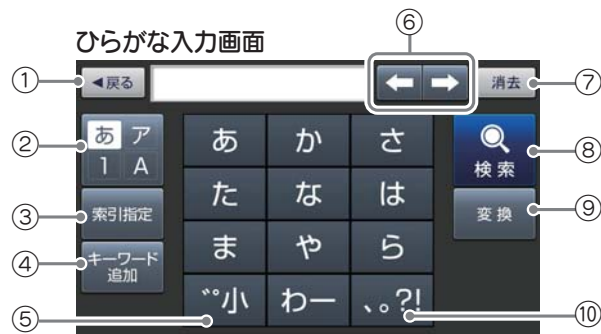 ひらがな入力画面
⑥
① ◀戻る ← → 消去 ⑦
② あ ア あ か さ 検索 ⑧
1 A
③ 索引指定 た な は 変換 ⑨
④ キーワード追加 ま や ら
⑤ ゛゜小 わー 、。?! ⑩